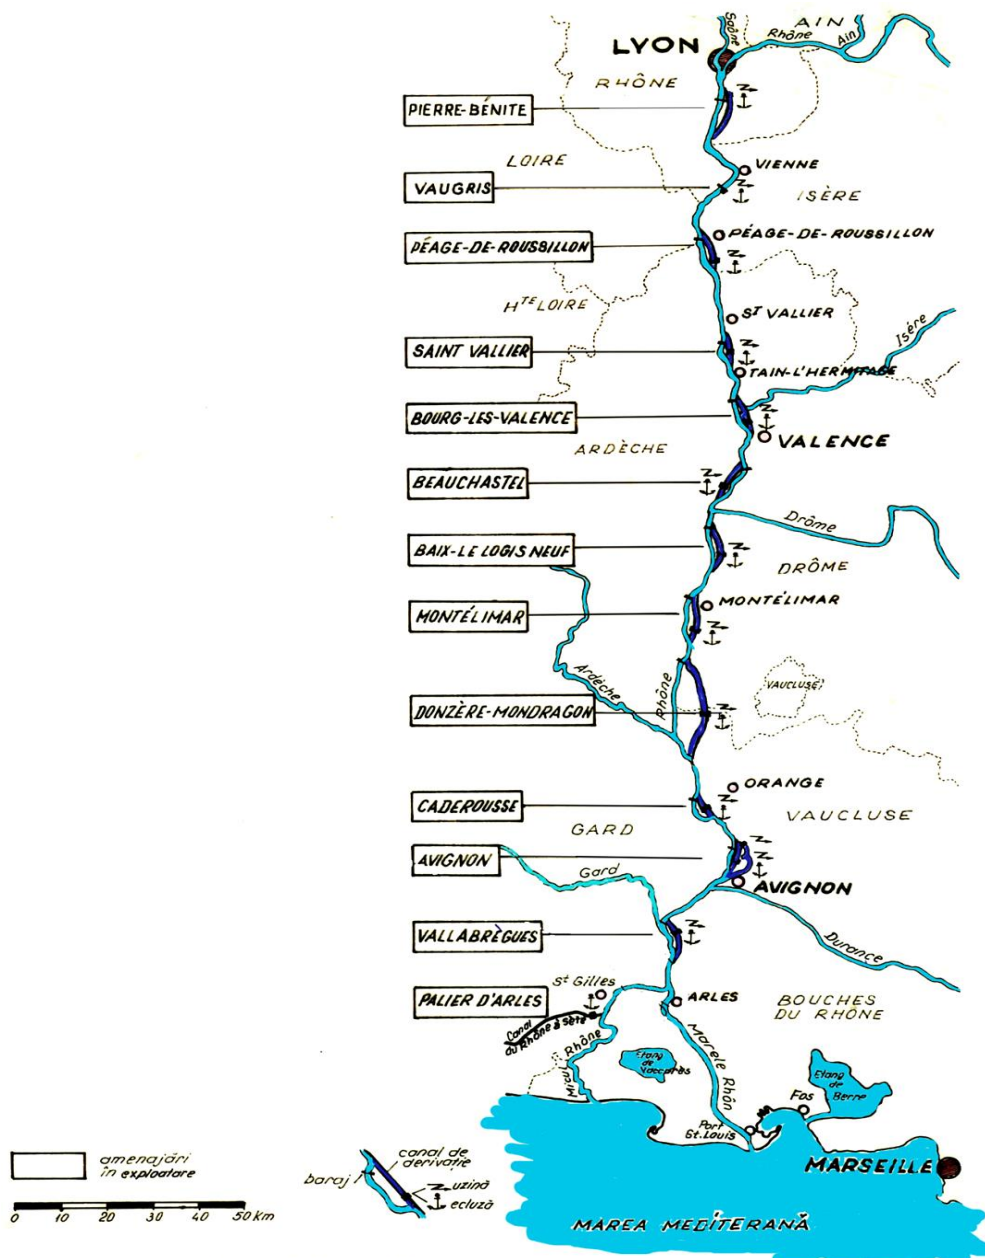 AIN
Saône
Rhône
Ain
LYON
RHÔNE
PIERRE-BÉNITE
LOIRE
VIENNE
VAUGRIS
ISÈRE
PÉAGE-DE-ROUSSILLON
PÉAGE-DE-ROUSSILLON
HTE LOIRE
ST VALLIER
Isère
SAINT VALLIER
TAIN-L'HERMITAGE
BOURG-LES-VALENCE
VALENCE
ARDÈCHE
BEAUCHASTEL
Drôme
BAIX-LE LOGIS NEUF
DRÔME
MONTÉLIMAR
MONTÉLIMAR
Ardèche
Rhône
VAUCLUSE
DONZÈRE-MONDRAGON
ORANGE
CADEROUSSE
VAUCLUSE
GARD
AVIGNON
Gard
AVIGNON
VALLABRÈGUES
Durance
St Gilles
PALIER D'ARLES
ARLES
BOUCHES
DU RHÔNE
Canal
du Rhône à Sète
Micul Rhône
Marele Rhôn
Etang
de
Vaccarès
Etang
de
Berre
Fos
Port
St. Louis
MARSEILLE
MAREA MEDITERANĂ
amenajări
în exploatare
canal de
derivație
baraj
uzină
ecluză
0 10 20 30 40 50 Km